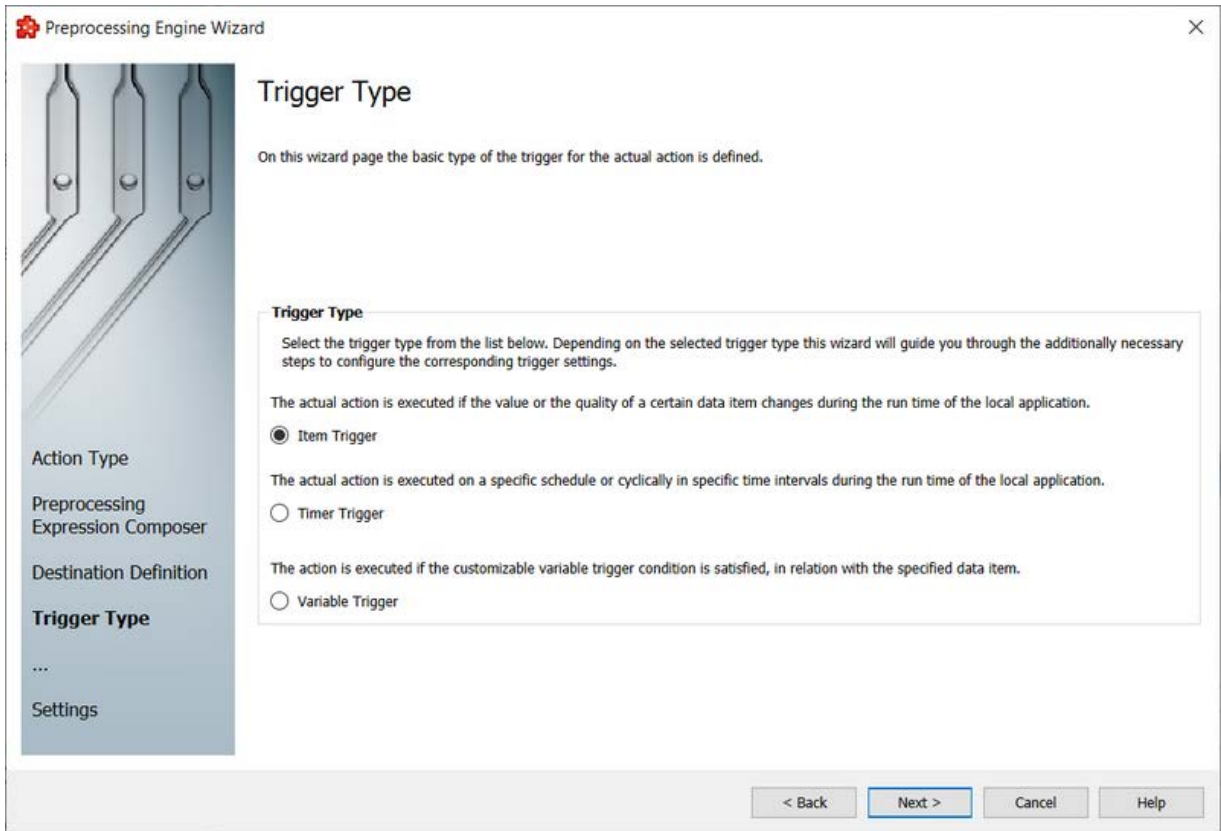 Preprocessing Engine Wizard
Trigger Type
On this wizard page the basic type of the trigger for the actual action is defined.
Trigger Type
Select the trigger type from the list below. Depending on the selected trigger type this wizard will guide you through the additionally necessary
steps to configure the corresponding trigger settings.
The actual action is executed if the value or the quality of a certain data item changes during the run time of the local application.
Item Trigger
The actual action is executed on a specific schedule or cyclically in specific time intervals during the run time of the local application.
Timer Trigger
The action is executed if the customizable variable trigger condition is satisfied, in relation with the specified data item.
Variable Trigger
Action Type
Preprocessing
Expression Composer
Destination Definition
Trigger Type
...
Settings
< Back
Next >
Cancel
Help